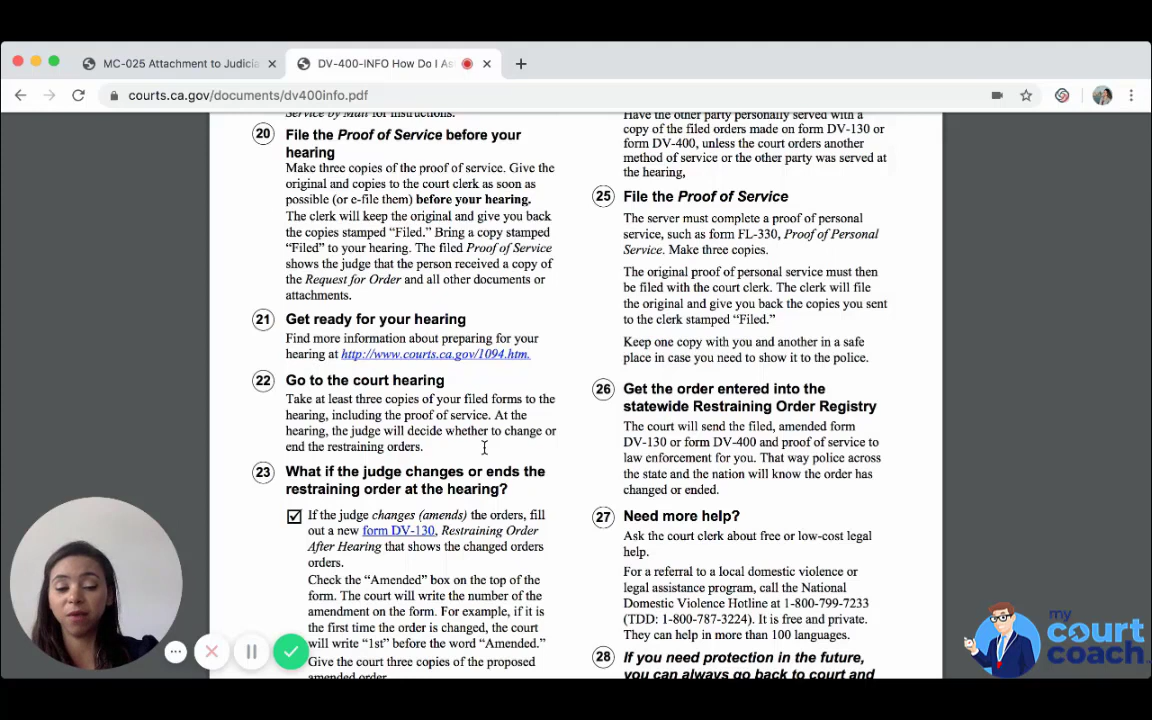 MC-025 Attachment to Judicia
DV-400-INFO How Do I As
courts.ca.gov/documents/dv400info.pdf
Service by Mail for instructions.
20
File the Proof of Service before your
hearing
Make three copies of the proof of service. Give the
original and copies to the court clerk as soon as
possible (or e-file them) before your hearing.
The clerk will keep the original and give you back
the copies stamped “Filed.” Bring a copy stamped
“Filed” to your hearing. The filed Proof of Service
shows the judge that the person received a copy of
the Request for Order and all other documents or
attachments.
21
Get ready for your hearing
Find more information about preparing for your
hearing at http://www.courts.ca.gov/1094.htm.
22
Go to the court hearing
Take at least three copies of your filed forms to the
hearing, including the proof of service. At the
hearing, the judge will decide whether to change or
end the restraining orders.
23
What if the judge changes or ends the
restraining order at the hearing?
If the judge changes (amends) the orders, fill
out a new form DV-130, Restraining Order
After Hearing that shows the changed orders
orders.
Check the “Amended” box on the top of the
form. The court will write the number of the
amendment on the form. For example, if it is
the first time the order is changed, the court
will write “1st” before the word “Amended.”
Give the court three copies of the proposed
amended order.
Have the other party personally served with a
copy of the filed orders made on form DV-130 or
form DV-400, unless the court orders another
method of service or the other party was served at
the hearing,
25
File the Proof of Service
The server must complete a proof of personal
service, such as form FL-330, Proof of Personal
Service. Make three copies.
The original proof of personal service must then
be filed with the court clerk. The clerk will file
the original and give you back the copies you sent
to the clerk stamped “Filed.”
Keep one copy with you and another in a safe
place in case you need to show it to the police.
26
Get the order entered into the
statewide Restraining Order Registry
The court will send the filed, amended form
DV-130 or form DV-400 and proof of service to
law enforcement for you. That way police across
the state and the nation will know the order has
changed or ended.
27
Need more help?
Ask the court clerk about free or low-cost legal
help.
For a referral to a local domestic violence or
legal assistance program, call the National
Domestic Violence Hotline at 1-800-799-7233
(TDD: 1-800-787-3224). It is free and private.
They can help in more than 100 languages.
28
If you need protection in the future,
you can always go back to court and
my
court
coach